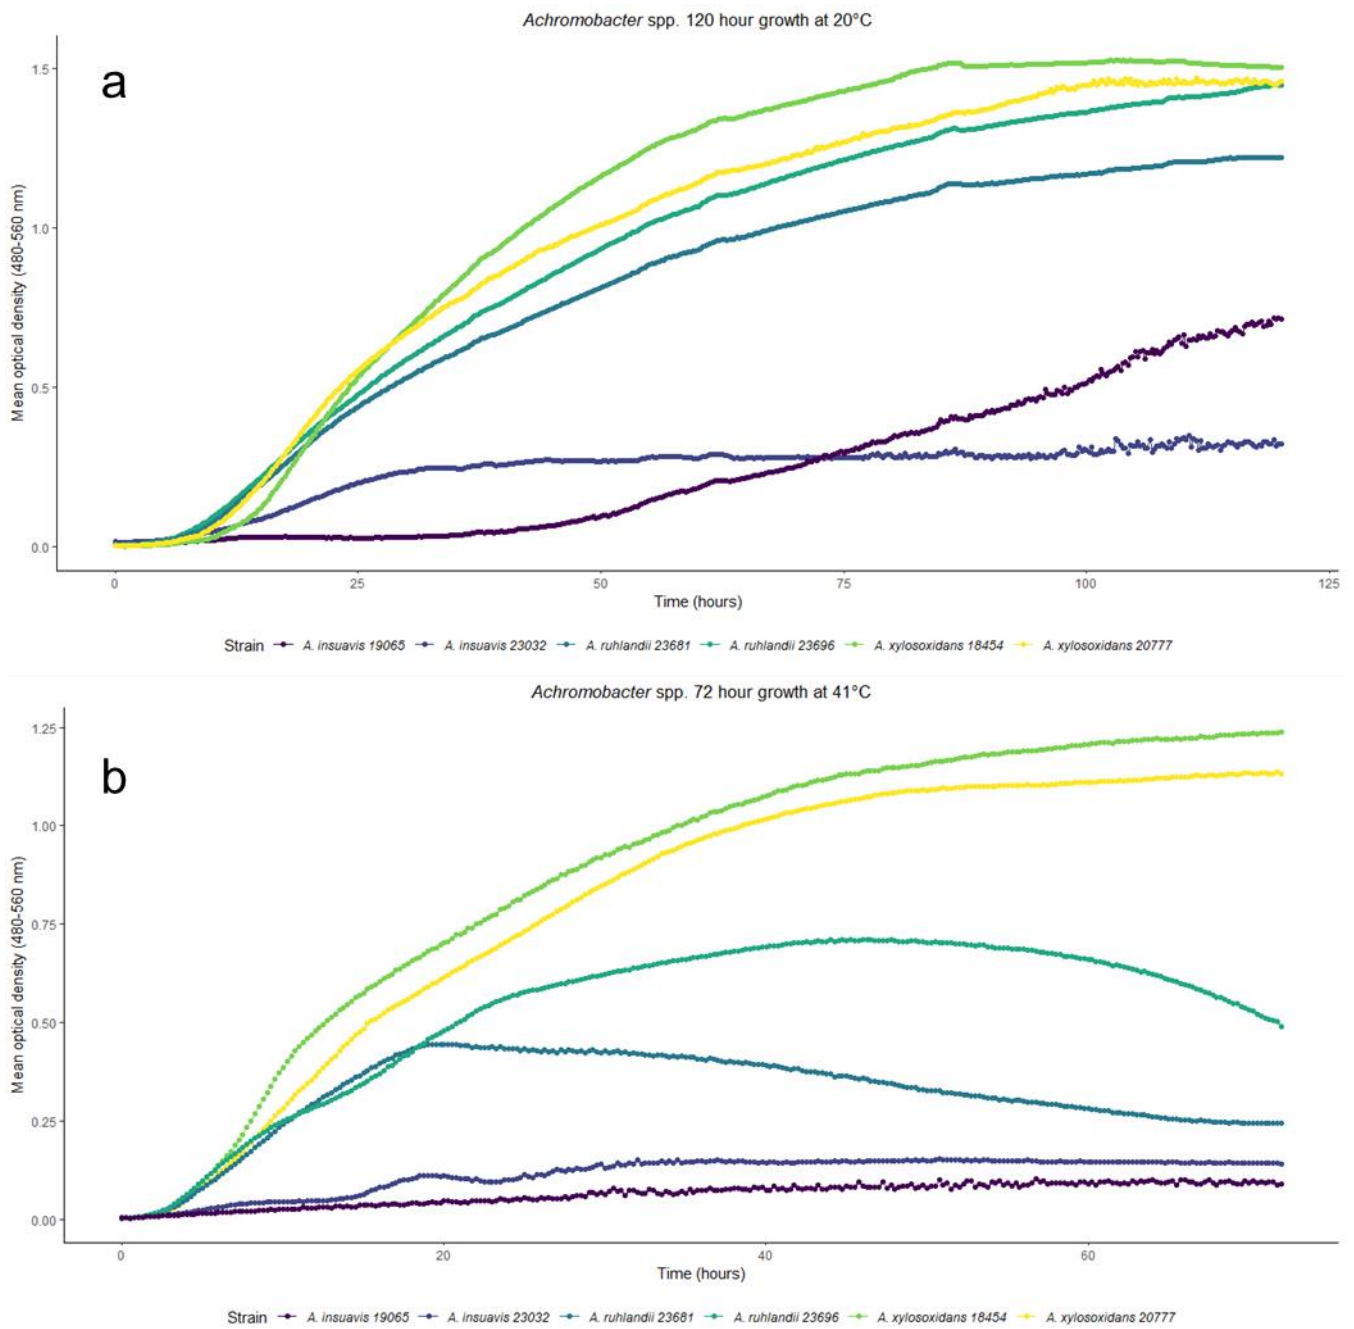 Achromobacter spp. 120 hour growth at 20°C
a
Mean optical density (480-560 nm)
1.5
1.0
0.5
0.0
0 25 50 75 100 125
Time (hours)
Strain A. insuavis 19065 A. insuavis 23032 A. ruhlandii 23681 A. ruhlandii 23696 A. xylosoxidans 18454 A. xylosoxidans 20777
Achromobacter spp. 72 hour growth at 41°C
b
Mean optical density (480-560 nm)
1.25
1.00
0.75
0.50
0.25
0.00
0 20 40 60
Time (hours)
Strain A. insuavis 19065 A. insuavis 23032 A. ruhlandii 23681 A. ruhlandii 23696 A. xylosoxidans 18454 A. xylosoxidans 20777